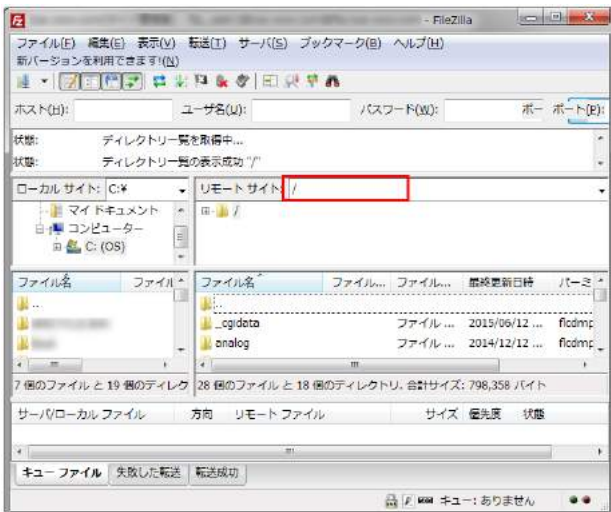 - FileZilla
ファイル(F) 編集(E) 表示(V) 転送(T) サーバ(S) ブックマーク(B) ヘルプ(H)
新バージョンを利用できます!(N)
ホスト(H): ユーザ名(U): パスワード(W): ポー ポート(P):
状態: ディレクトリ一覧を取得中...
状態: ディレクトリ一覧の表示成功 "/"
ローカル サイト: C:¥ リモート サイト: /
マイ ドキュメント /
コンピューター
C: (OS)
ファイル名 ファイル ファイル名 ファイル... ファイル... 最終更新日時 パーミ
.. ..
_cgidata ファイル ... 2015/06/12 ... flcdmp
analog ファイル ... 2014/12/12 ... flcdmp
7 個のファイル と 19 個のディレク 28 個のファイル と 18 個のディレクトリ. 合計サイズ: 798,358 バイト
サーバ/ローカル ファイル 方向 リモート ファイル サイズ 優先度 状態
キュー ファイル 失敗した転送 転送成功
キュー: ありません